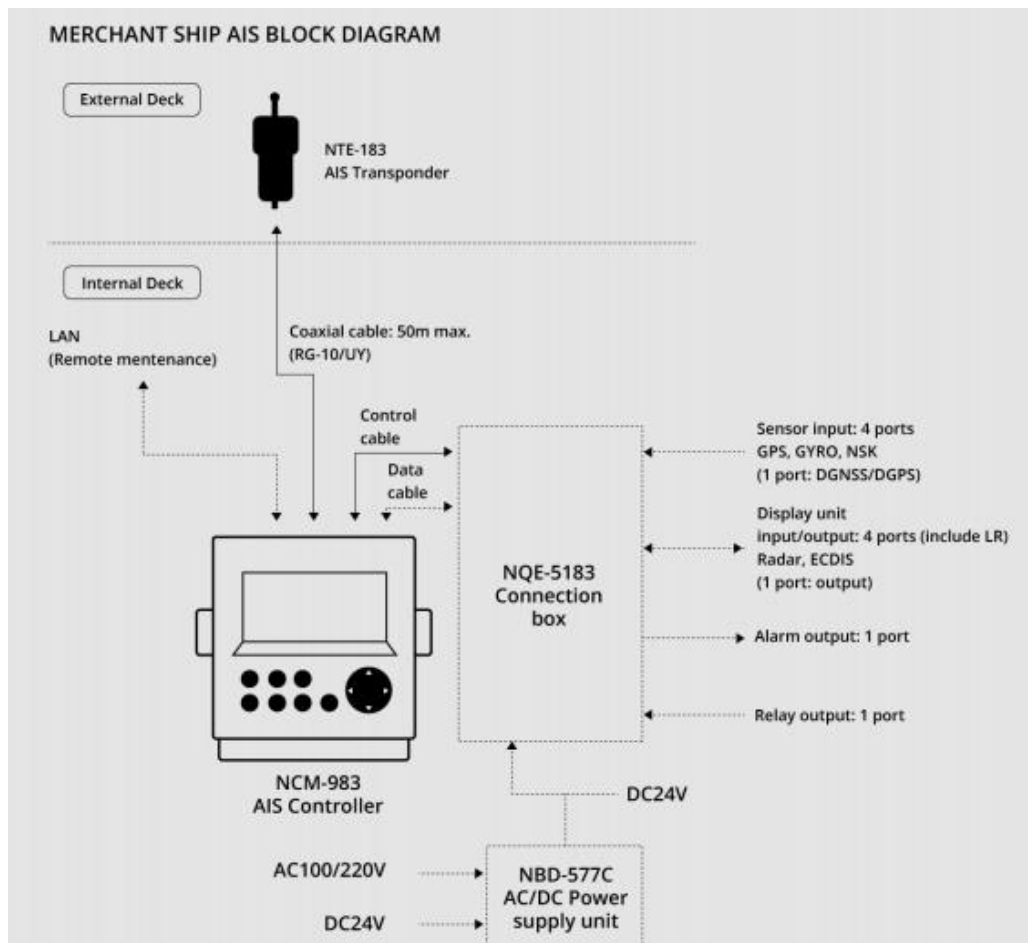 MERCHANT SHIP AIS BLOCK DIAGRAM
External Deck
NTE-183
AIS Transponder
Internal Deck
LAN
(Remote mentenance)
Coaxial cable: 50m max.
(RG-10/UY)
Control
cable
Data
cable
NQE-5183
Connection
box
Sensor input: 4 ports
GPS, GYRO, NSK
(1 port: DGNSS/DGPS)
Display unit
input/output: 4 ports (include LR)
Radar, ECDIS
(1 port: output)
Alarm output: 1 port
Relay output: 1 port
NCM-983
AIS Controller
DC24V
AC100/220V
DC24V
NBD-577C
AC/DC Power
supply unit